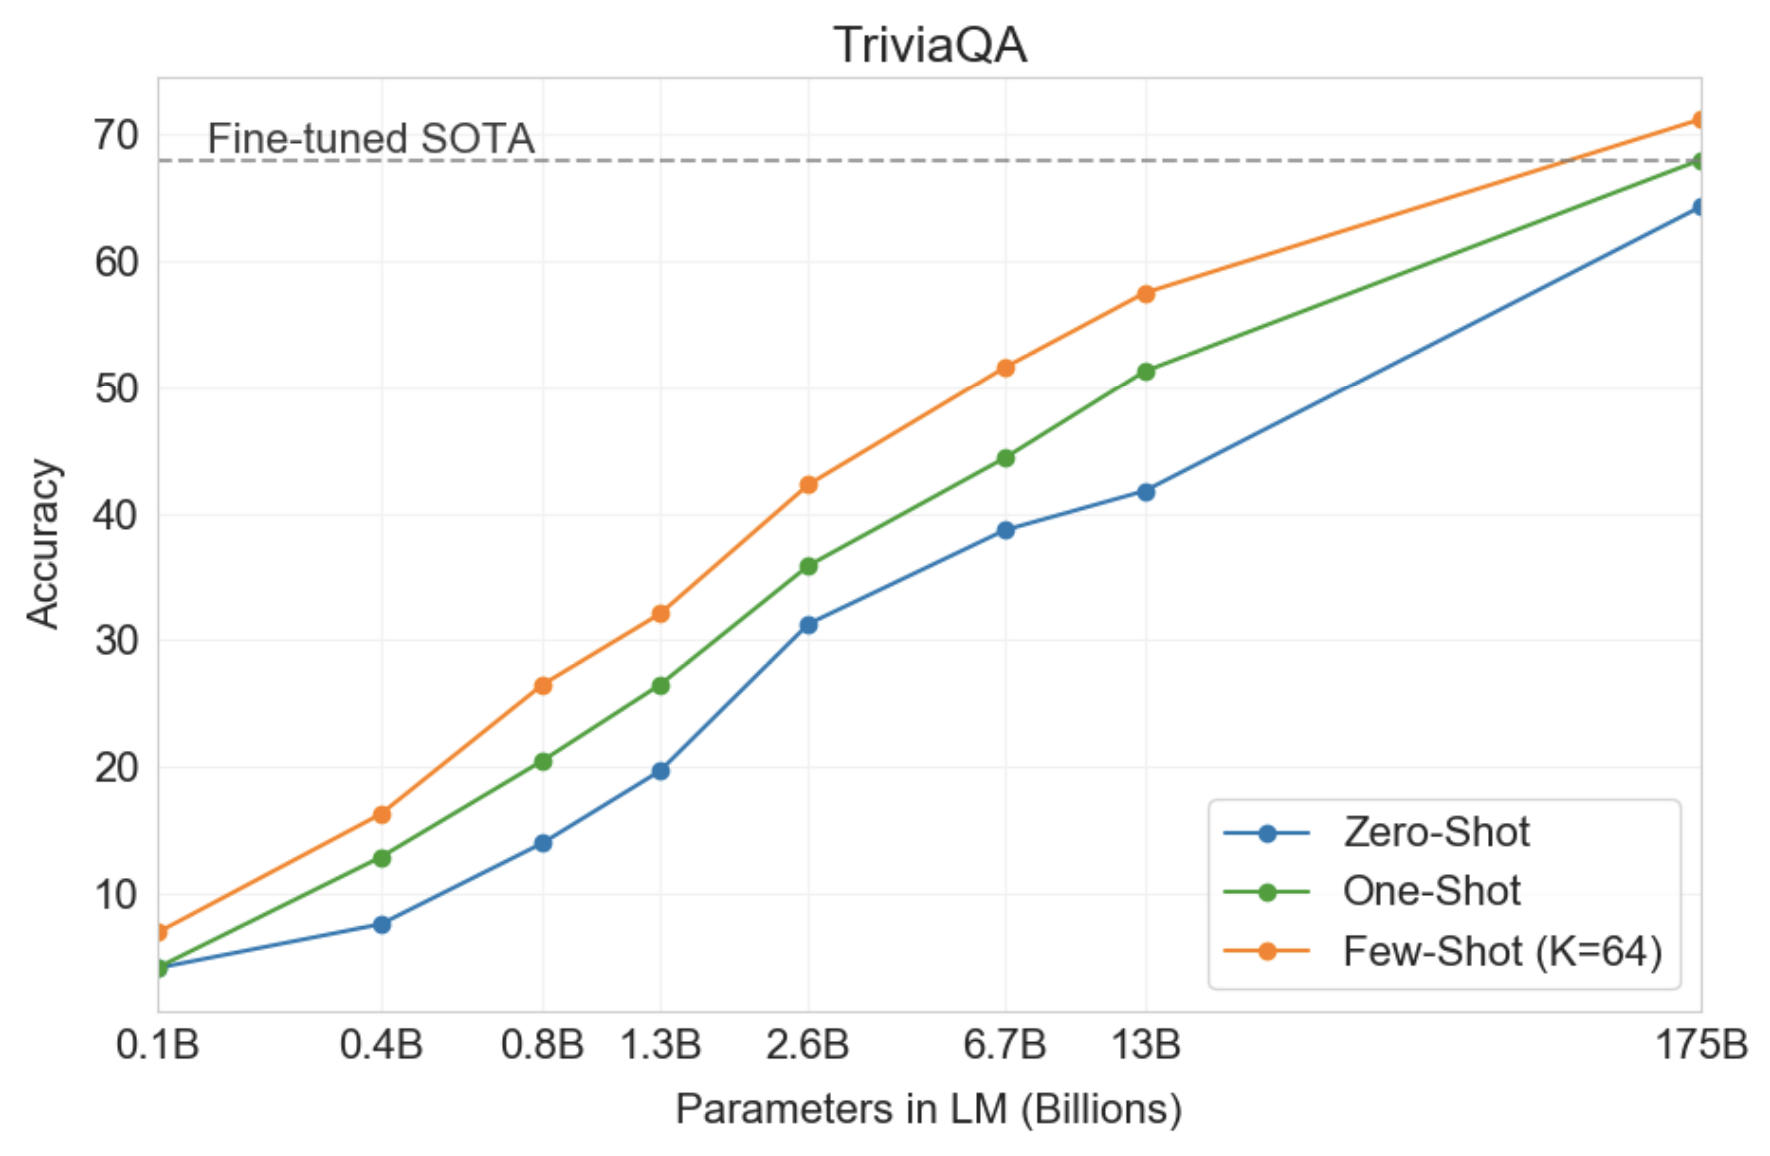 TriviaQA
Fine-tuned SOTA
70
60
50
40
30
20
10
Accuracy
Zero-Shot
One-Shot
Few-Shot (K=64)
0.1B 0.4B 0.8B 1.3B 2.6B 6.7B 13B 175B
Parameters in LM (Billions)